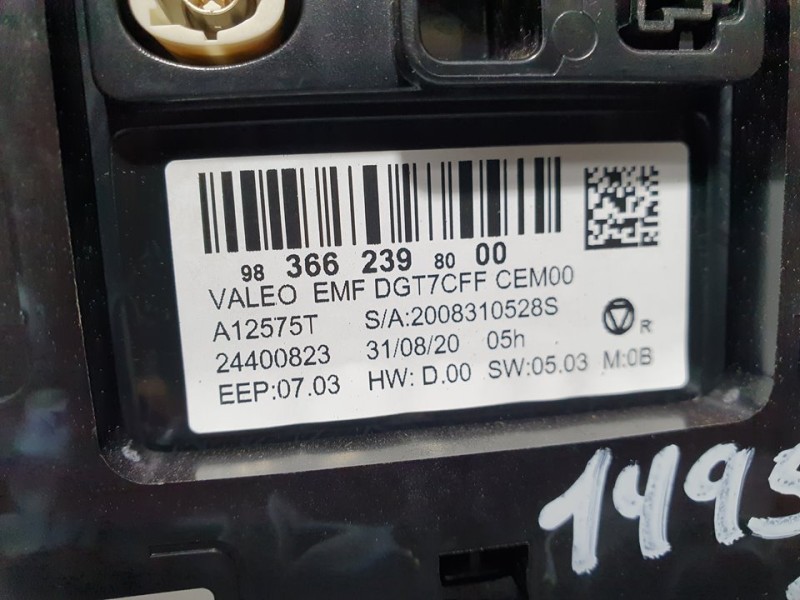 98 366 239 80 00
VALEO EMF DGT7CFF CEM00
A12575T S/A:2008310528S
24400823 31/08/20 05h R
EEP:07.03 HW: D.00 SW:05.03 M:0B